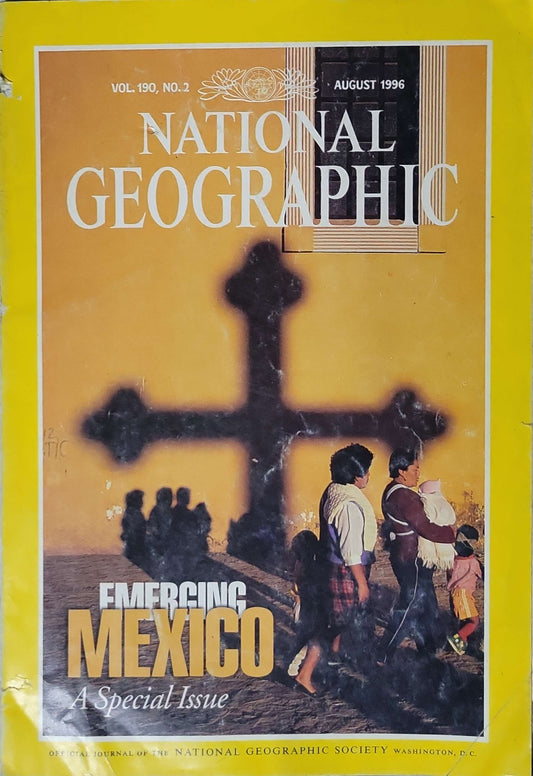 VOL. 190, NO. 2
AUGUST 1996
NATIONAL
GEOGRAPHIC
EMERGING
MEXICO
A Special Issue
OFFICIAL JOURNAL OF THE NATIONAL GEOGRAPHIC SOCIETY WASHINGTON, D.C.